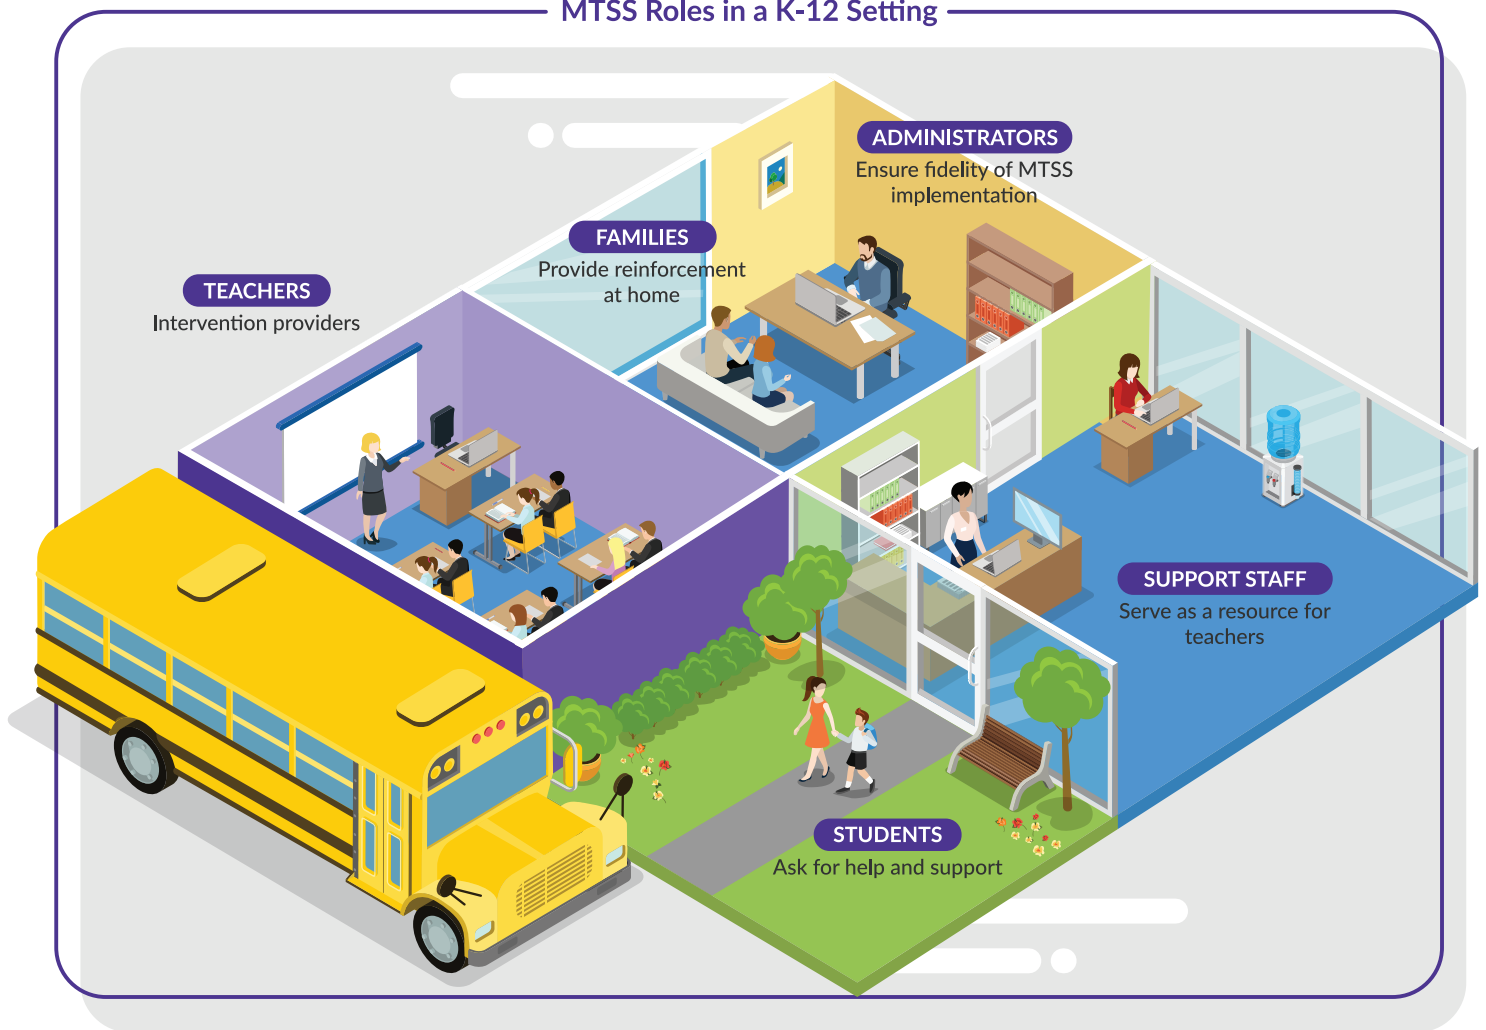 MTSS Roles in a K-12 Setting
ADMINISTRATORS
Ensure fidelity of MTSS
implementation
FAMILIES
Provide reinforcement
at home
TEACHERS
Intervention providers
SUPPORT STAFF
Serve as a resource for
teachers
STUDENTS
Ask for help and support